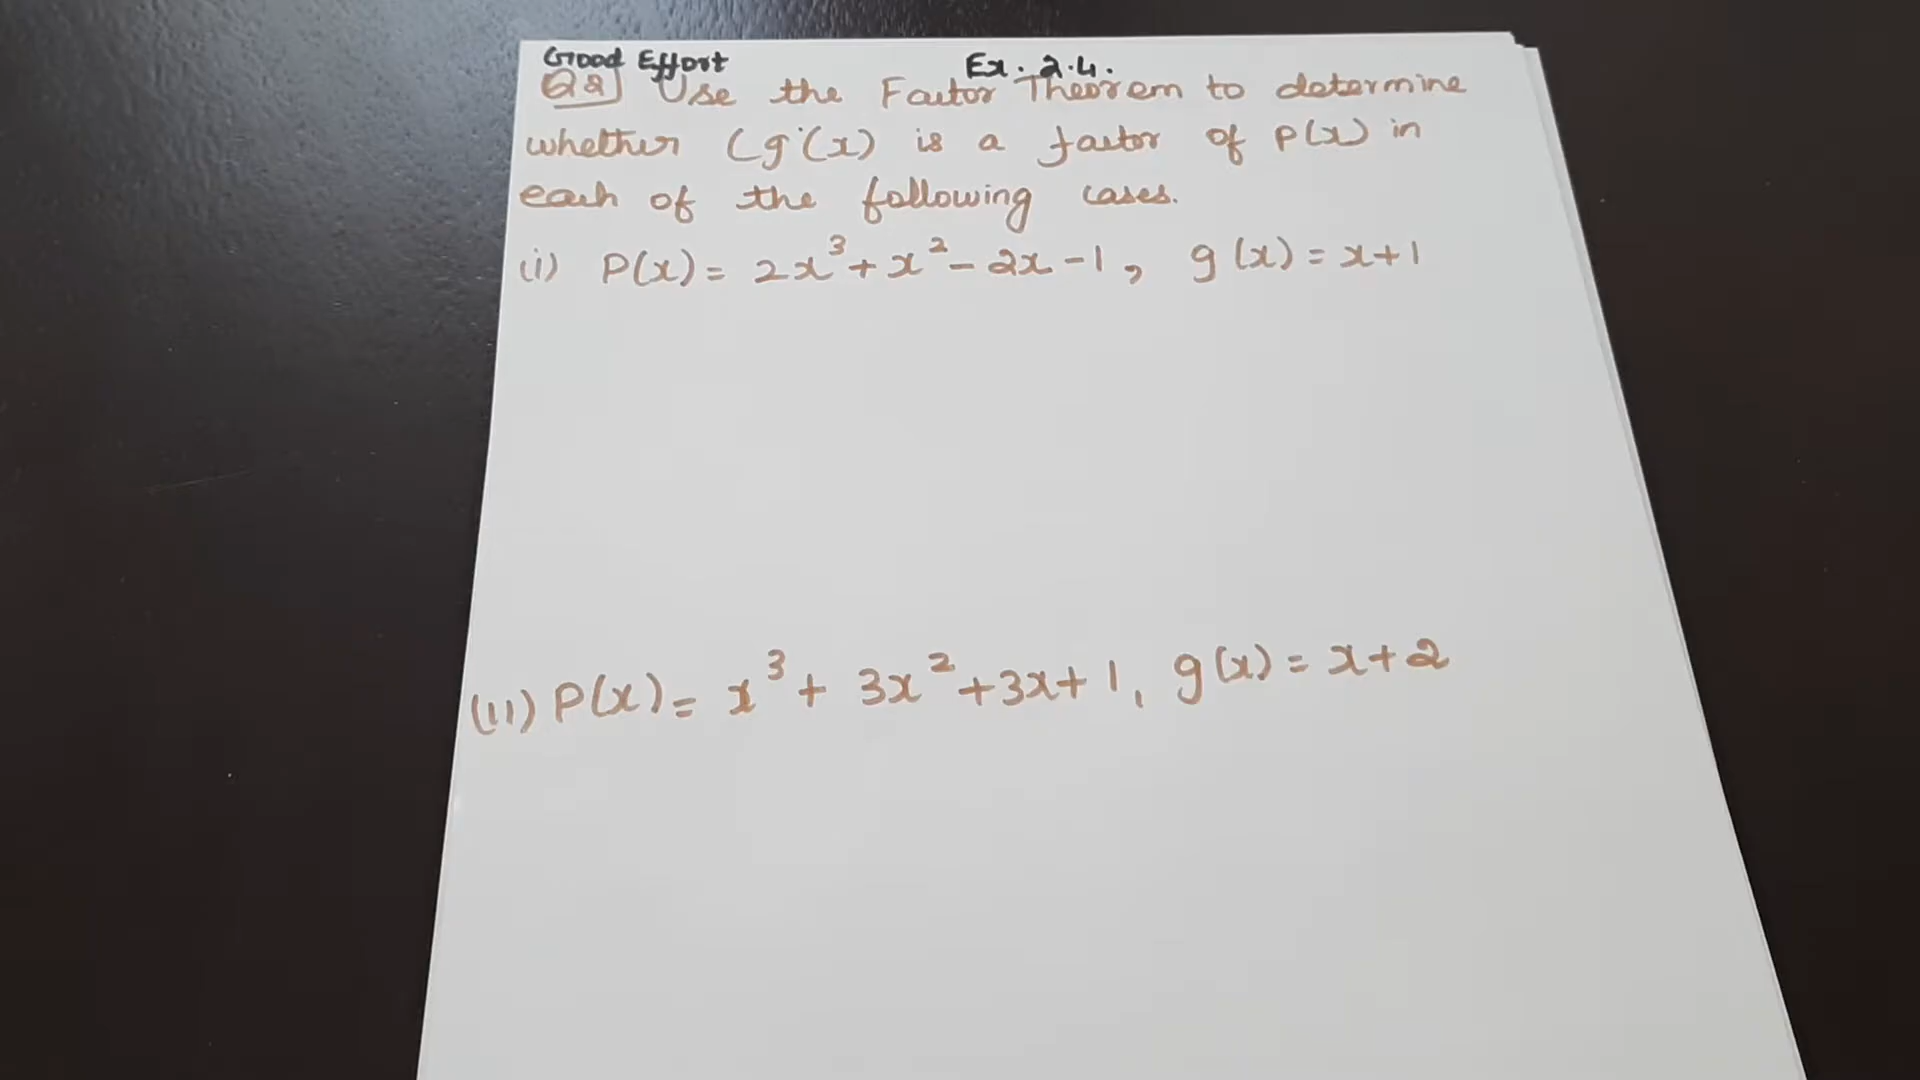 Good Effort Ex. 2.4.
Q2] Use the Factor Theorem to determine
whether (g(x) is a factor of P(x) in
each of the following cases.
(i) P(x) = 2x³ + x² - 2x - 1, g(x) = x + 1
(ii) P(x) = x³ + 3x² + 3x + 1, g(x) = x + 2